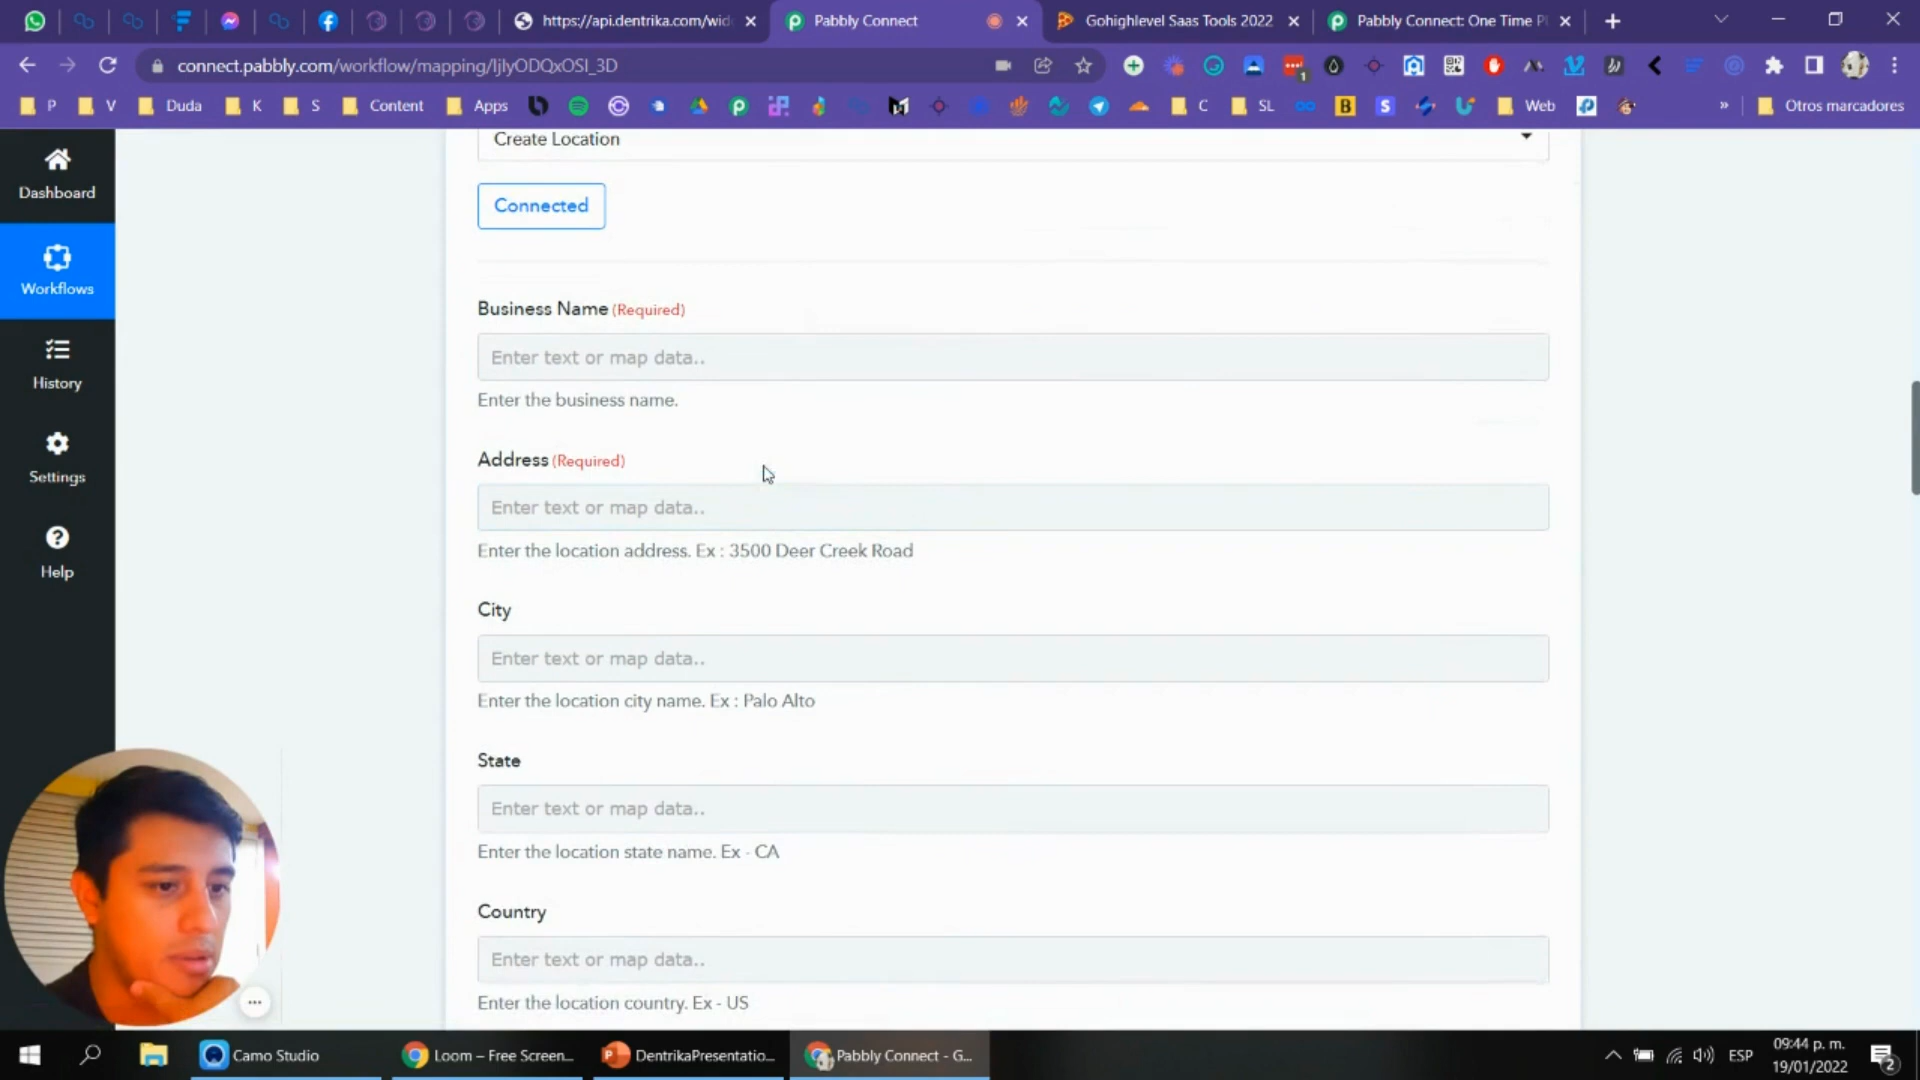 https://api.dentrika.com/wid
Pabbly Connect
Gohighlevel Saas Tools 2022
Pabbly Connect: One Time P
connect.pabbly.com/workflow/mapping/IjIyODQxOSI_3D
P
V
Duda
K
S
Content
Apps
C
SL
Web
»
Otros marcadores
Create Location
Connected
Dashboard
Workflows
History
Settings
Help
Business Name (Required)
Enter text or map data..
Enter the business name.
Address (Required)
Enter text or map data..
Enter the location address. Ex : 3500 Deer Creek Road
City
Enter text or map data..
Enter the location city name. Ex : Palo Alto
State
Enter text or map data..
Enter the location state name. Ex - CA
Country
Enter text or map data..
Enter the location country. Ex - US
Camo Studio
Loom – Free Screen...
DentrikaPresentatio...
Pabbly Connect - G...
ESP
09:44 p. m.
19/01/2022
2